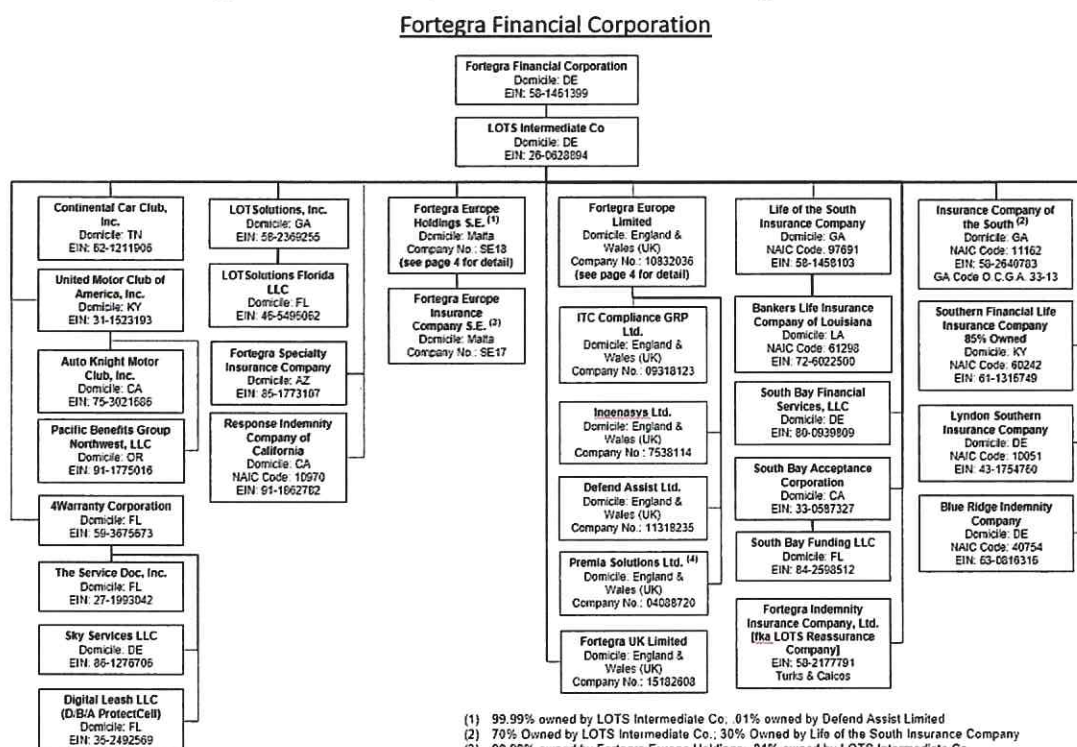 Fortegra Financial Corporation
Fortegra Financial Corporation
Domicile: DE
EIN: 58-1461399
LOTS Intermediate Co
Domicile: DE
EIN: 26-0628894
Continental Car Club,
Inc.
Domicile: TN
EIN: 62-1211906
United Motor Club of
America, Inc.
Domicile: KY
EIN: 31-1523193
Auto Knight Motor
Club, Inc.
Domicile: CA
EIN: 75-3021686
Pacific Benefits Group
Northwest, LLC
Domicile: OR
EIN: 91-1775016
4Warranty Corporation
Domicile: FL
EIN: 59-3675673
The Service Doc, Inc.
Domicile: FL
EIN: 27-1993042
Sky Services LLC
Domicile: DE
EIN: 86-1276706
Digital Leash LLC
(D/B/A ProtectCell)
Domicile: FL
EIN: 35-2492569
LOTSolutions, Inc.
Domicile: GA
EIN: 58-2369255
LOTSolutions Florida
LLC
Domicile: FL
EIN: 46-5495062
Fortegra Specialty
Insurance Company
Domicile: AZ
EIN: 85-1773107
Response Indemnity
Company of
California
Domicile: CA
NAIC Code: 10970
EIN: 91-1862782
Fortegra Europe
Holdings S.E. (1)
Domicile: Malta
Company No.: SE18
(see page 4 for detail)
Fortegra Europe
Insurance
Company S.E. (3)
Domicile: Malta
Company No.: SE17
Fortegra Europe
Limited
Domicile: England &
Wales (UK)
Company No.: 10832036
(see page 4 for detail)
ITC Compliance GRP
Ltd.
Domicile: England &
Wales (UK)
Company No.: 09318123
Ingenasys Ltd.
Domicile: England &
Wales (UK)
Company No.: 7538114
Defend Assist Ltd.
Domicile: England &
Wales (UK)
Company No.: 11318235
Premia Solutions Ltd. (4)
Domicile: England &
Wales (UK)
Company No.: 04088720
Fortegra UK Limited
Domicile: England &
Wales (UK)
Company No.: 15182608
Life of the South
Insurance Company
Domicile: GA
NAIC Code: 97691
EIN: 58-1458103
Bankers Life Insurance
Company of Louisiana
Domicile: LA
NAIC Code: 61298
EIN: 72-6022500
South Bay Financial
Services, LLC
Domicile: DE
EIN: 80-0939809
South Bay Acceptance
Corporation
Domicile: CA
EIN: 33-0587327
South Bay Funding LLC
Domicile: FL
EIN: 84-2598512
Fortegra Indemnity
Insurance Company, Ltd.
[fka LOTS Reassurance
Company]
EIN: 58-2177791
Turks & Caicos
Insurance Company of
the South (2)
Domicile: GA
NAIC Code: 11162
EIN: 58-2640783
GA Code O.C.G.A. 33-13
Southern Financial Life
Insurance Company
85% Owned
Domicile: KY
NAIC Code: 60242
EIN: 61-1316749
Lyndon Southern
Insurance Company
Domicile: DE
NAIC Code: 10051
EIN: 43-1754760
Blue Ridge Indemnity
Company
Domicile: DE
NAIC Code: 40754
EIN: 63-0816316
(1) 99.99% owned by LOTS Intermediate Co; .01% owned by Defend Assist Limited
(2) 70% Owned by LOTS Intermediate Co.; 30% Owned by Life of the South Insurance Company